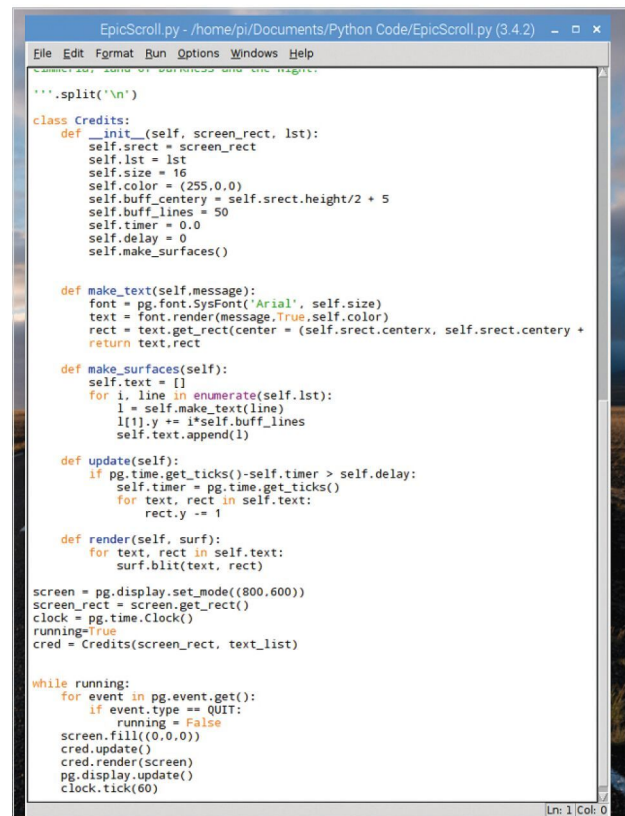 EpicScroll.py - /home/pi/Documents/Python Code/EpicScroll.py (3.4.2)
File Edit Format Run Options Windows Help
Cimmeria, land of Darkness and the Night.
'''.split('\n')
class Credits:
    def __init__(self, screen_rect, lst):
        self.srect = screen_rect
        self.lst = lst
        self.size = 16
        self.color = (255,0,0)
        self.buff_centery = self.srect.height/2 + 5
        self.buff_lines = 50
        self.timer = 0.0
        self.delay = 0
        self.make_surfaces()
    def make_text(self,message):
        font = pg.font.SysFont('Arial', self.size)
        text = font.render(message,True,self.color)
        rect = text.get_rect(center = (self.srect.centerx, self.srect.centery +
        return text,rect
    def make_surfaces(self):
        self.text = []
        for i, line in enumerate(self.lst):
            l = self.make_text(line)
            l[1].y += i*self.buff_lines
            self.text.append(l)
    def update(self):
        if pg.time.get_ticks()-self.timer > self.delay:
            self.timer = pg.time.get_ticks()
            for text, rect in self.text:
                rect.y -= 1
    def render(self, surf):
        for text, rect in self.text:
            surf.blit(text, rect)
screen = pg.display.set_mode((800,600))
screen_rect = screen.get_rect()
clock = pg.time.Clock()
running=True
cred = Credits(screen_rect, text_list)
while running:
    for event in pg.event.get():
        if event.type == QUIT:
            running = False
    screen.fill((0,0,0))
    cred.update()
    cred.render(screen)
    pg.display.update()
    clock.tick(60)
Ln: 1 Col: 0